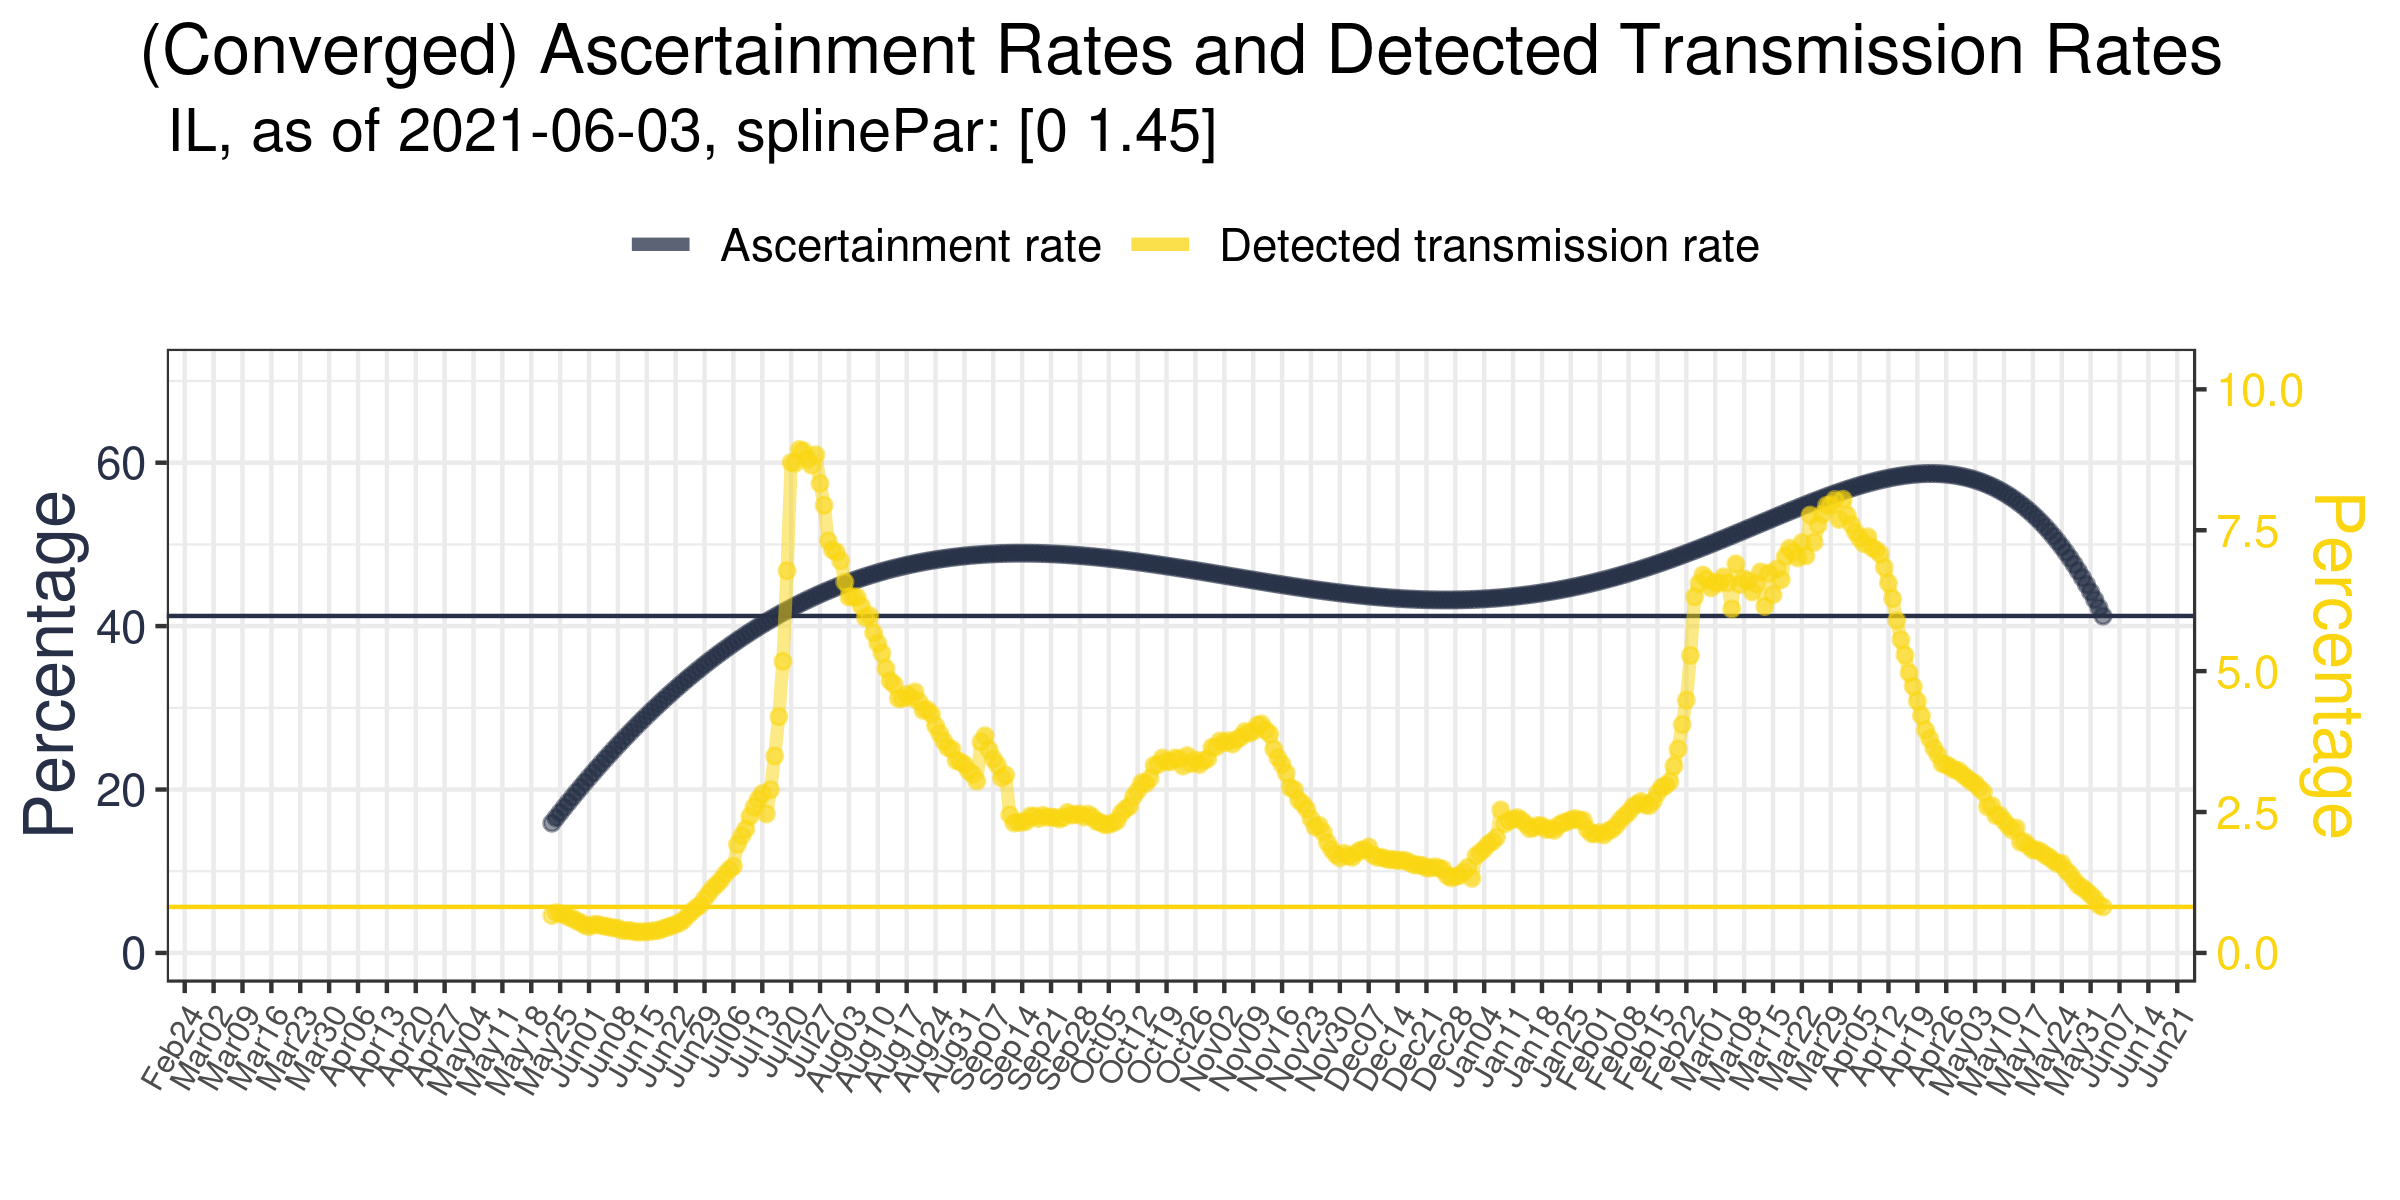 (Converged) Ascertainment Rates and Detected Transmission Rates
IL, as of 2021-06-03, splinePar: [0 1.45]
Ascertainment rate Detected transmission rate
Percentage
60
40
20
0
10.0
7.5
5.0
2.5
0.0
Percentage
Feb24
Mar02
Mar09
Mar16
Mar23
Mar30
Apr06
Apr13
Apr20
Apr27
May04
May11
May18
May25
Jun01
Jun08
Jun15
Jun22
Jun29
Jul06
Jul13
Jul20
Jul27
Aug03
Aug10
Aug17
Aug24
Aug31
Sep07
Sep14
Sep21
Sep28
Oct05
Oct12
Oct19
Oct26
Nov02
Nov09
Nov16
Nov23
Nov30
Dec07
Dec14
Dec21
Dec28
Jan04
Jan11
Jan18
Jan25
Feb01
Feb08
Feb15
Feb22
Mar01
Mar08
Mar15
Mar22
Mar29
Apr05
Apr12
Apr19
Apr26
May03
May10
May17
May24
May31
Jun07
Jun14
Jun21